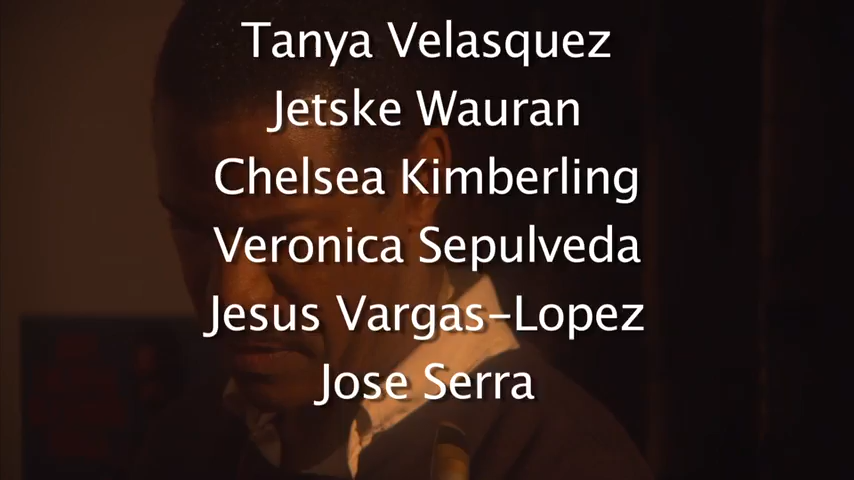 Tanya Velasquez
Jetske Wauran
Chelsea Kimberling
Veronica Sepulveda
Jesus Vargas-Lopez
Jose Serra